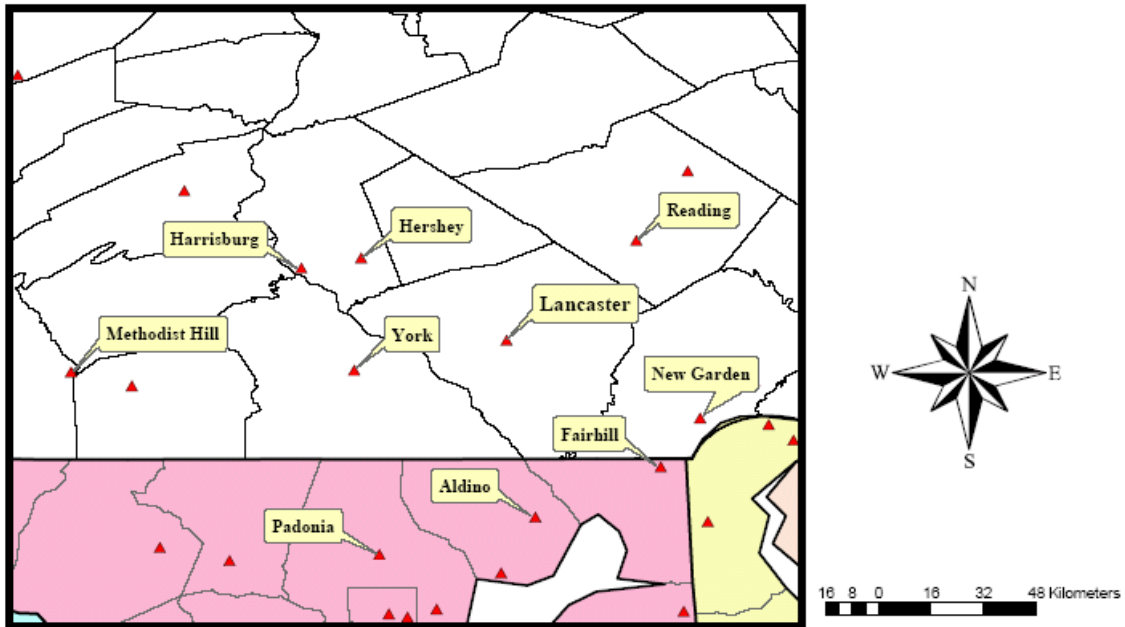 Reading
Hershey
Harrisburg
Lancaster
Methodist Hill
York
New Garden
Fairhill
Aldino
Padonia
N
W
E
S
16 8 0 16 32 48 Kilometers